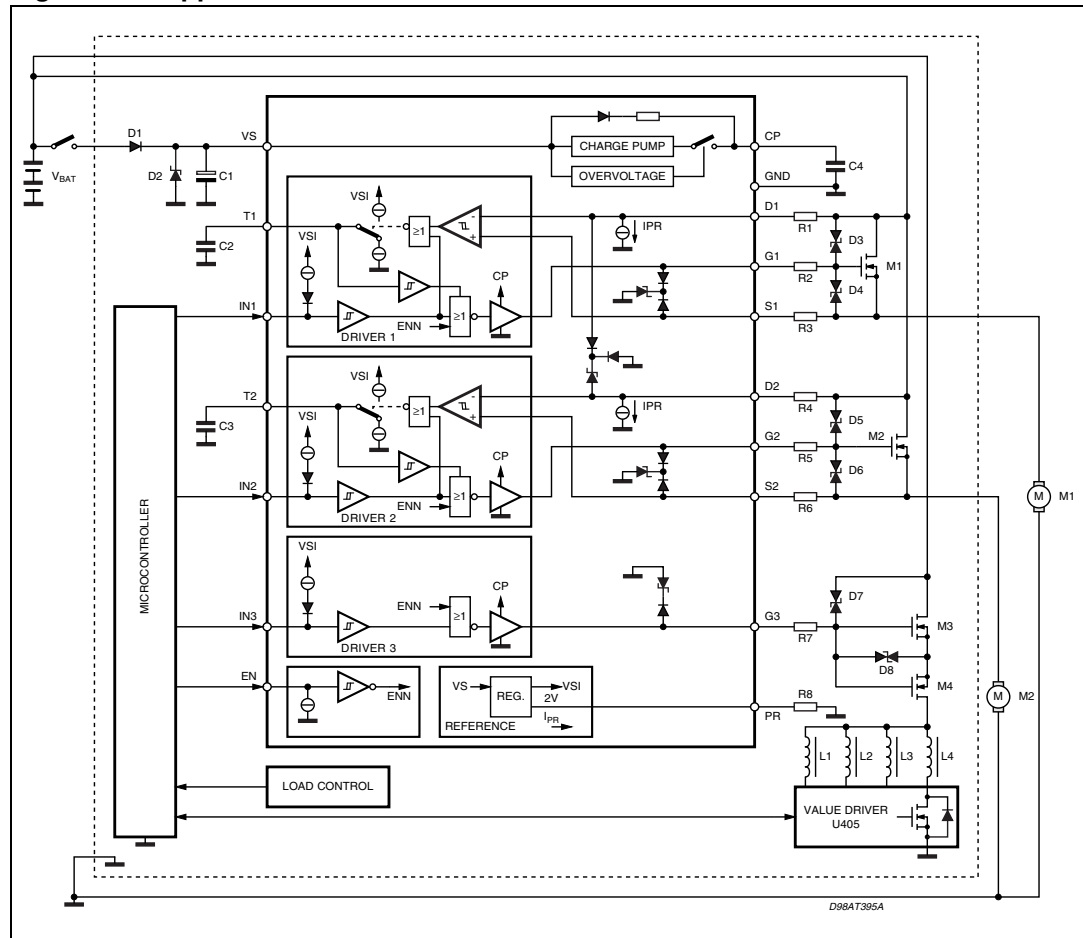 D1
VS
CP
CHARGE PUMP
OVERVOLTAGE
VBAT
D2
C1
C4
GND
VSI
T1
C2
VSI
≥1
-
+
IPR
D1
R1
D3
G1
R2
M1
D4
CP
IN1
ENN
≥1
DRIVER 1
S1
R3
VSI
T2
C3
VSI
≥1
-
+
IPR
D2
R4
D5
G2
R5
M2
D6
CP
IN2
ENN
≥1
DRIVER 2
S2
R6
M
M1
MICROCONTROLLER
VSI
CP
D7
IN3
ENN
≥1
DRIVER 3
G3
R7
M3
D8
M4
EN
ENN
VS
REG.
VSI
2V
IPR
REFERENCE
PR
R8
M
M2
L1
L2
L3
L4
LOAD CONTROL
VALUE DRIVER
U405
D98AT395A